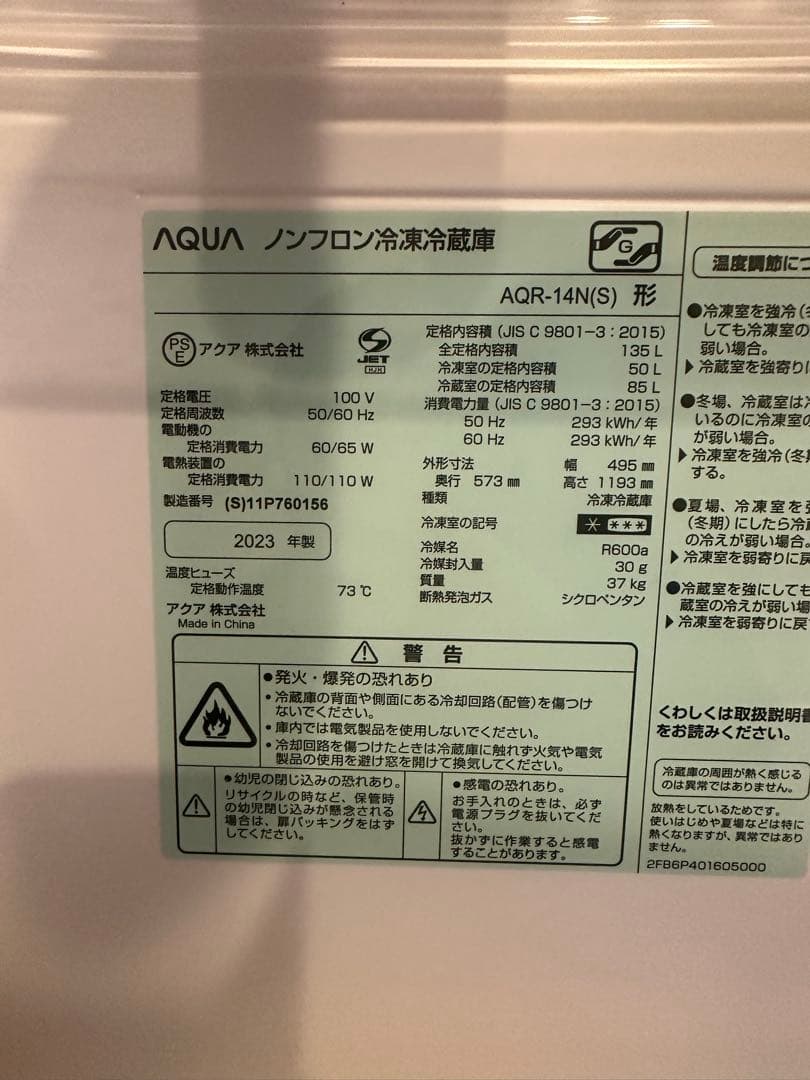 AQUA ノンフロン冷凍冷蔵庫
G
AQR-14N(S) 形
PS
E
アクア 株式会社
JET
定格電圧 100 V
定格周波数 50/60 Hz
電動機の
定格消費電力 60/65 W
電熱装置の
定格消費電力 110/110 W
製造番号 (S)11P760156
2023 年製
温度ヒューズ
定格動作温度 73 ℃
アクア 株式会社
Made in China
定格内容積 (JIS C 9801-3 : 2015)
全定格内容積 135 L
冷凍室の定格内容積 50 L
冷蔵室の定格内容積 85 L
消費電力量 (JIS C 9801-3 : 2015)
50 Hz 293 kWh/年
60 Hz 293 kWh/年
外形寸法 幅 495 ㎜
奥行 573 ㎜ 高さ 1193 ㎜
種類 冷凍冷蔵庫
冷凍室の記号
冷媒名 R600a
冷媒封入量 30 g
質量 37 kg
断熱発泡ガス シクロペンタン
警 告
●発火・爆発の恐れあり
・冷蔵庫の背面や側面にある冷却回路(配管)を傷つけ
ないでください。
・庫内では電気製品を使用しないでください。
・冷却回路を傷つけたときは冷蔵庫に触れず火気や電気
製品の使用を避け窓を開けて換気してください。
●幼児の閉じ込みの恐れあり。
リサイクルの時など、保管時
の幼児閉じ込みが懸念される
場合は、扉パッキングをはず
してください。
●感電の恐れあり。
お手入れのときは、必ず
電源プラグを抜いてくだ
さい。
抜かずに作業すると感電
することがあります。
温度調節につ
●冷凍室を強冷(冬
しても冷凍室の
弱い場合。
▶冷蔵室を強寄りに
●冬場、冷蔵室は冷
いるのに冷凍室の
が弱い場合。
▶冷凍室を強冷(冬期
する。
●夏場、冷凍室を強
(冬期)にしたら冷蔵
の冷えが弱い場合。
▶冷凍室を弱寄りに戻
●冷蔵室を強にしても
蔵室の冷えが弱い場
▶冷凍室を弱寄りに戻す
くわしくは取扱説明書
をお読みください。
冷蔵庫の周囲が熱く感じる
のは異常ではありません。
放熱をしているためです。
使いはじめや夏場などは特に
熱くなりますが、異常ではあり
ません。
2FB6P401605000